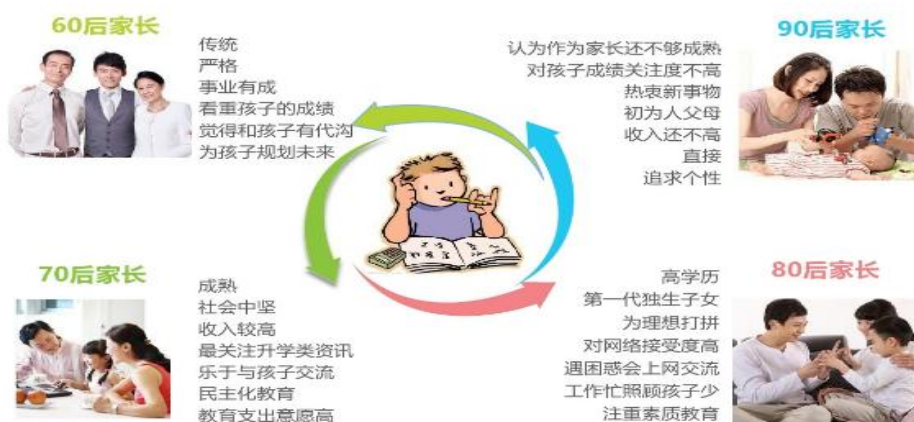 60后家长
传统
严格
事业有成
看重孩子的成绩
觉得和孩子有代沟
为孩子规划未来
90后家长
认为作为家长还不够成熟
对孩子成绩关注度不高
热衷新事物
初为人父母
收入还不高
直接
追求个性
70后家长
成熟
社会中坚
收入较高
最关注升学类资讯
乐于与孩子交流
民主化教育
教育支出意愿高
80后家长
高学历
第一代独生子女
为理想打拼
对网络接受度高
遇困惑会上网交流
工作忙照顾孩子少
注重素质教育